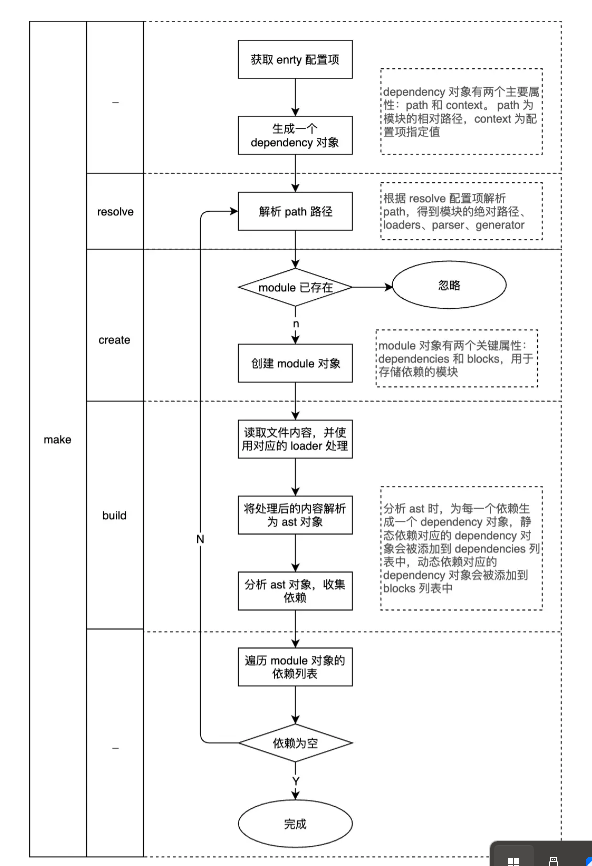 获取 enrty 配置项
dependency 对象有两个主要属
性：path 和 context。 path 为
模块的相对路径，context 为配
置项指定值
–
生成一个
dependency 对象
resolve
解析 path 路径
根据 resolve 配置项解析
path，得到模块的绝对路径、
loaders、parser、generator
module 已存在
忽略
n
create
创建 module 对象
module 对象有两个关键属性：
dependencies 和 blocks，用于
存储依赖的模块
make
读取文件内容，并使
用对应的 loader 处理
build
将处理后的内容解析
为 ast 对象
分析 ast 时，为每一个依赖生
成一个 dependency 对象，静
态依赖对应的 dependency 对
象会被添加到 dependencies 列
表中，动态依赖对应的
dependency 对象会被添加到
blocks 列表中
N
分析 ast 对象，收集
依赖
遍历 module 对象的
依赖列表
–
依赖为空
Y
完成